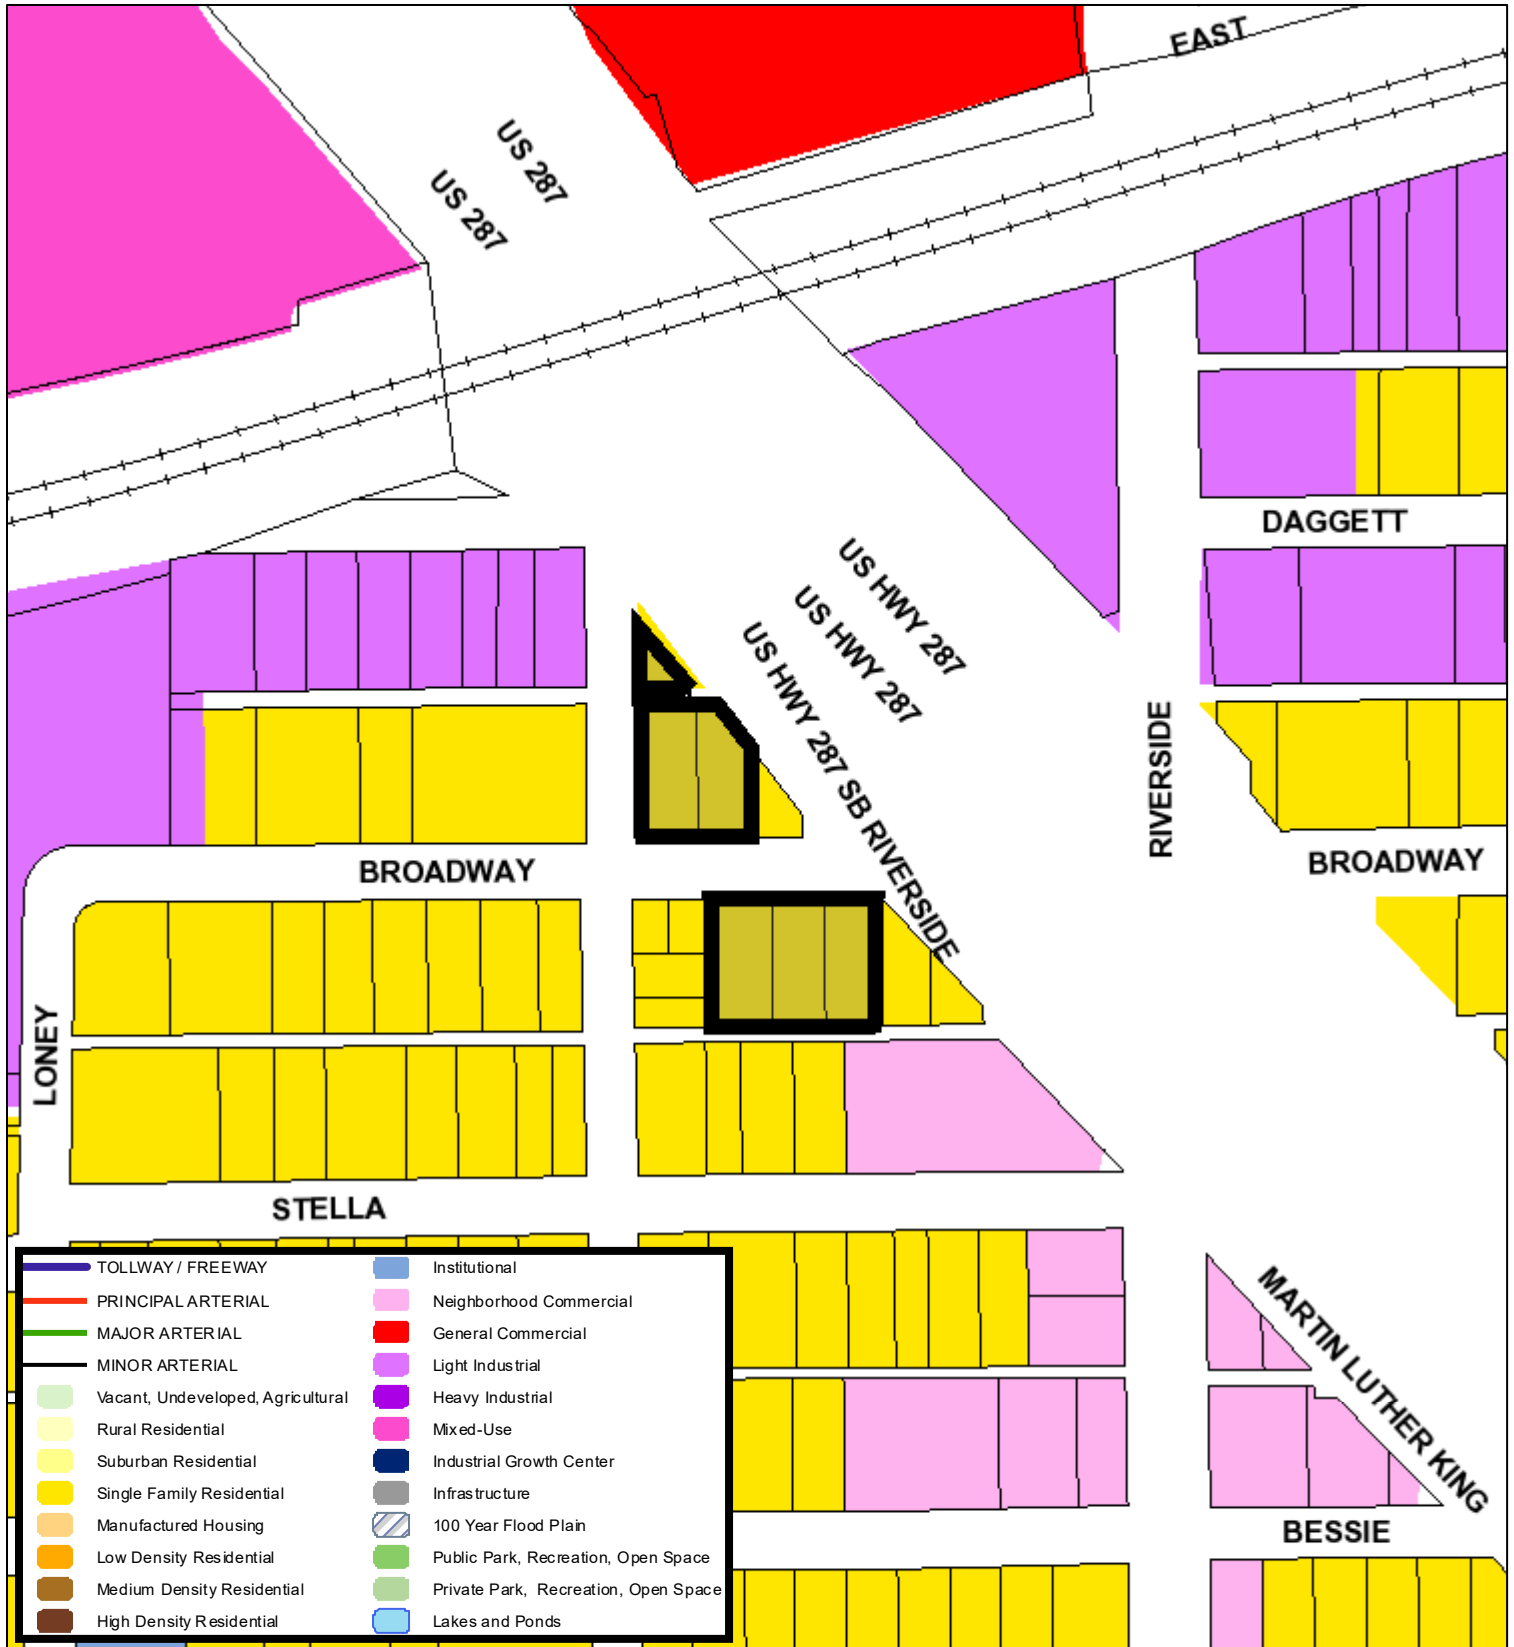 EAST
US 287
US 287
DAGGETT
US HWY 287
US HWY 287
US HWY 287 SB RIVERSIDE
RIVERSIDE
BROADWAY
BROADWAY
LONEY
STELLA
MARTIN LUTHER KING
BESSIE
TOLLWAY / FREEWAY
PRINCIPAL ARTERIAL
MAJOR ARTERIAL
MINOR ARTERIAL
Vacant, Undeveloped, Agricultural
Rural Residential
Suburban Residential
Single Family Residential
Manufactured Housing
Low Density Residential
Medium Density Residential
High Density Residential
Institutional
Neighborhood Commercial
General Commercial
Light Industrial
Heavy Industrial
Mixed-Use
Industrial Growth Center
Infrastructure
100 Year Flood Plain
Public Park, Recreation, Open Space
Private Park, Recreation, Open Space
Lakes and Ponds